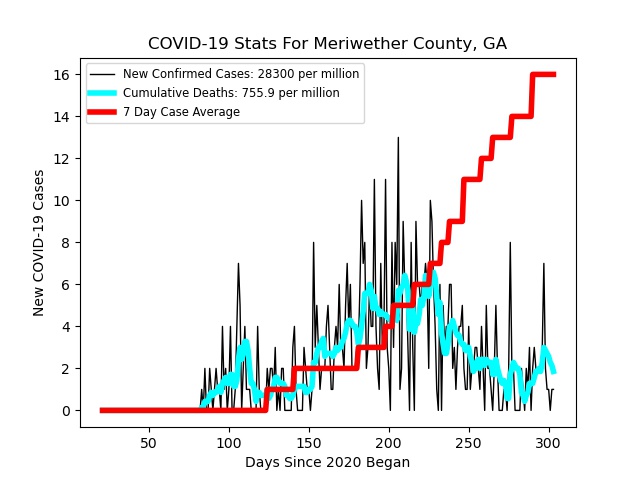 COVID-19 Stats For Meriwether County, GA
New Confirmed Cases: 28300 per million
Cumulative Deaths: 755.9 per million
7 Day Case Average
New COVID-19 Cases
16
14
12
10
8
6
4
2
0
50 100 150 200 250 300
Days Since 2020 Began